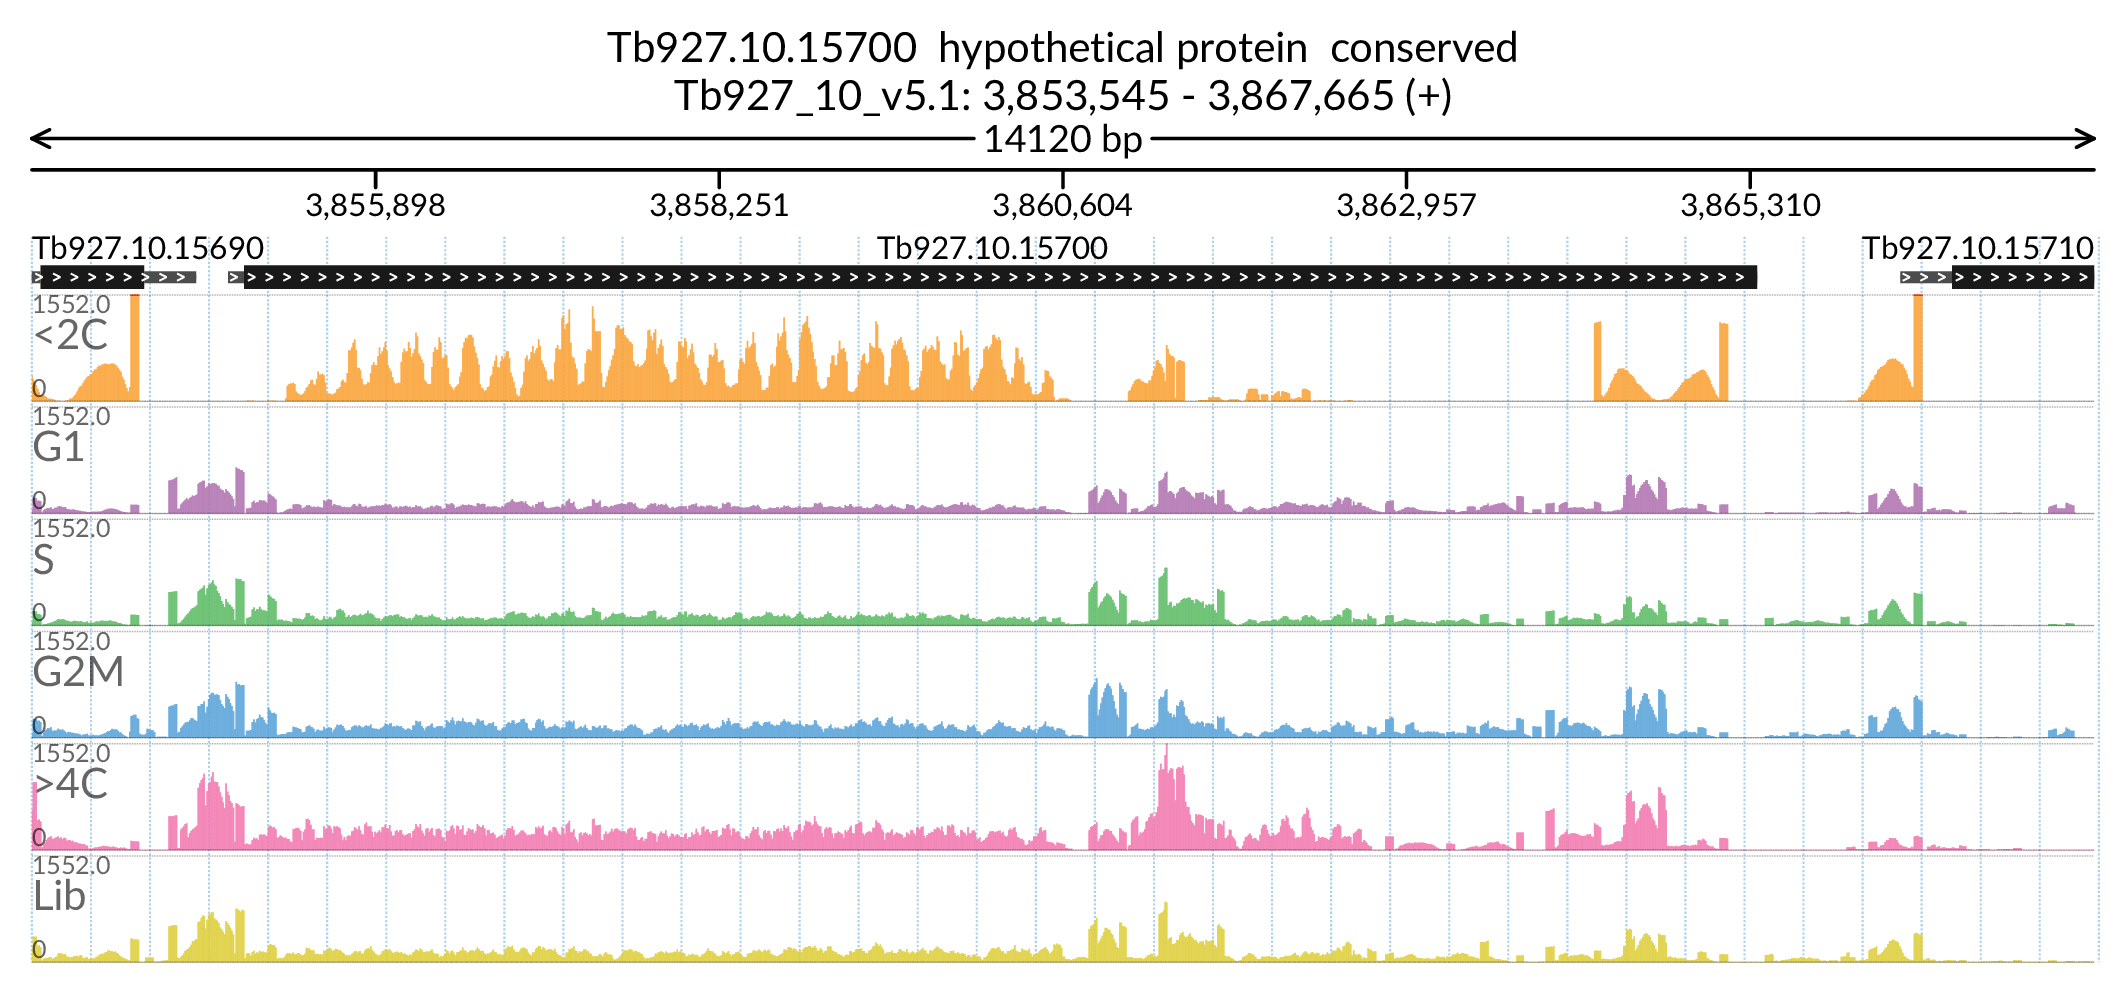 Tb927.10.15700  hypothetical protein  conserved
Tb927_10_v5.1: 3,853,545 - 3,867,665 (+)
14120 bp
3,855,898 3,858,251 3,860,604 3,862,957 3,865,310
Tb927.10.15690 Tb927.10.15700 Tb927.10.15710
1552.0
<2C
0
1552.0
G1
0
1552.0
S
0
1552.0
G2M
0
1552.0
>4C
0
1552.0
Lib
0